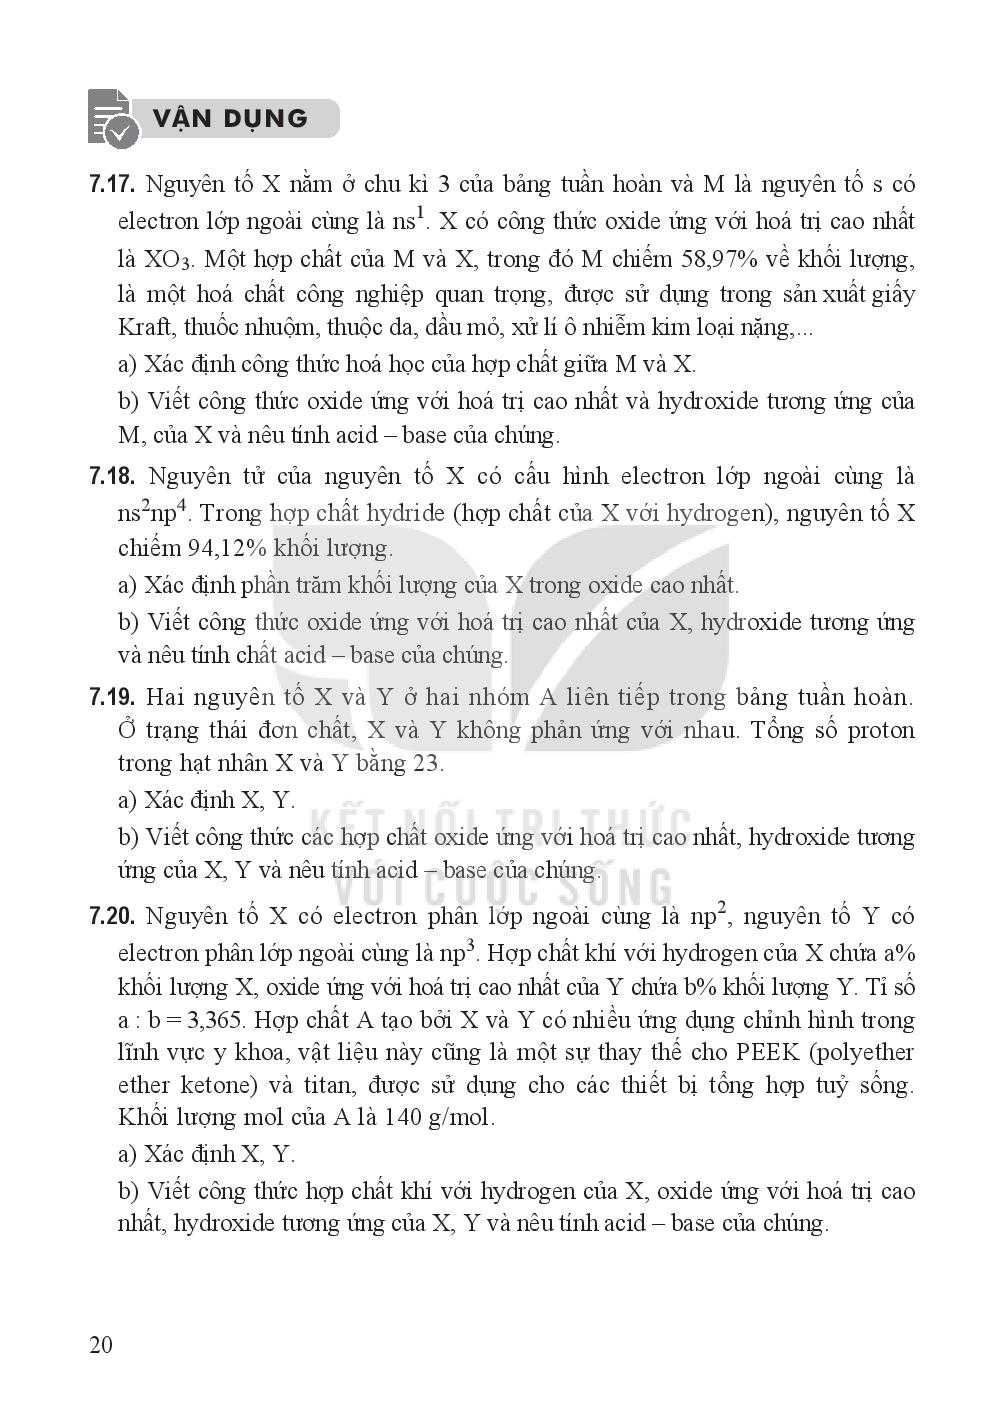 VẬN DỤNG
7.17. Nguyên tố X nằm ở chu kì 3 của bảng tuần hoàn và M là nguyên tố s có
electron lớp ngoài cùng là ns¹. X có công thức oxide ứng với hoá trị cao nhất
là XO₃. Một hợp chất của M và X, trong đó M chiếm 58,97% về khối lượng,
là một hoá chất công nghiệp quan trọng, được sử dụng trong sản xuất giấy
Kraft, thuốc nhuộm, thuộc da, dầu mỏ, xử lí ô nhiễm kim loại nặng,...
a) Xác định công thức hoá học của hợp chất giữa M và X.
b) Viết công thức oxide ứng với hoá trị cao nhất và hydroxide tương ứng của
M, của X và nêu tính acid – base của chúng.
7.18. Nguyên tử của nguyên tố X có cấu hình electron lớp ngoài cùng là
ns²np⁴. Trong hợp chất hydride (hợp chất của X với hydrogen), nguyên tố X
chiếm 94,12% khối lượng.
a) Xác định phần trăm khối lượng của X trong oxide cao nhất.
b) Viết công thức oxide ứng với hoá trị cao nhất của X, hydroxide tương ứng
và nêu tính chất acid – base của chúng.
7.19. Hai nguyên tố X và Y ở hai nhóm A liên tiếp trong bảng tuần hoàn.
Ở trạng thái đơn chất, X và Y không phản ứng với nhau. Tổng số proton
trong hạt nhân X và Y bằng 23.
a) Xác định X, Y.
b) Viết công thức các hợp chất oxide ứng với hoá trị cao nhất, hydroxide tương
ứng của X, Y và nêu tính acid – base của chúng.
KẾT NỐI TRI THỨC
VỚI CUỘC SỐNG
7.20. Nguyên tố X có electron phân lớp ngoài cùng là np², nguyên tố Y có
electron phân lớp ngoài cùng là np³. Hợp chất khí với hydrogen của X chứa a%
khối lượng X, oxide ứng với hoá trị cao nhất của Y chứa b% khối lượng Y. Tỉ số
a : b = 3,365. Hợp chất A tạo bởi X và Y có nhiều ứng dụng chỉnh hình trong
lĩnh vực y khoa, vật liệu này cũng là một sự thay thế cho PEEK (polyether
ether ketone) và titan, được sử dụng cho các thiết bị tổng hợp tuỷ sống.
Khối lượng mol của A là 140 g/mol.
a) Xác định X, Y.
b) Viết công thức hợp chất khí với hydrogen của X, oxide ứng với hoá trị cao
nhất, hydroxide tương ứng của X, Y và nêu tính acid – base của chúng.
20